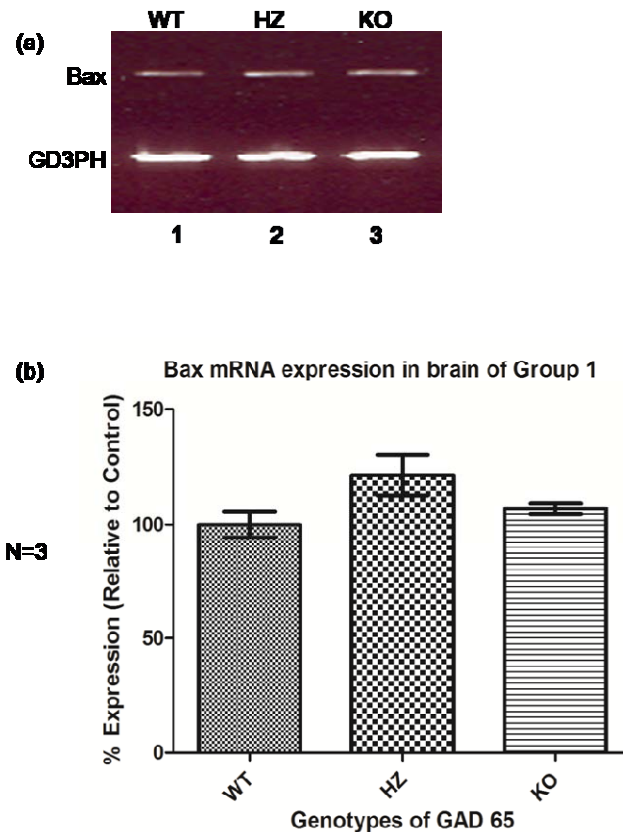 WT HZ KO
(a)
Bax
GD3PH
1 2 3
(b)
Bax mRNA expression in brain of Group 1
N=3
% Expression (Relative to Control)
150
100
50
0
WT HZ KO
Genotypes of GAD 65